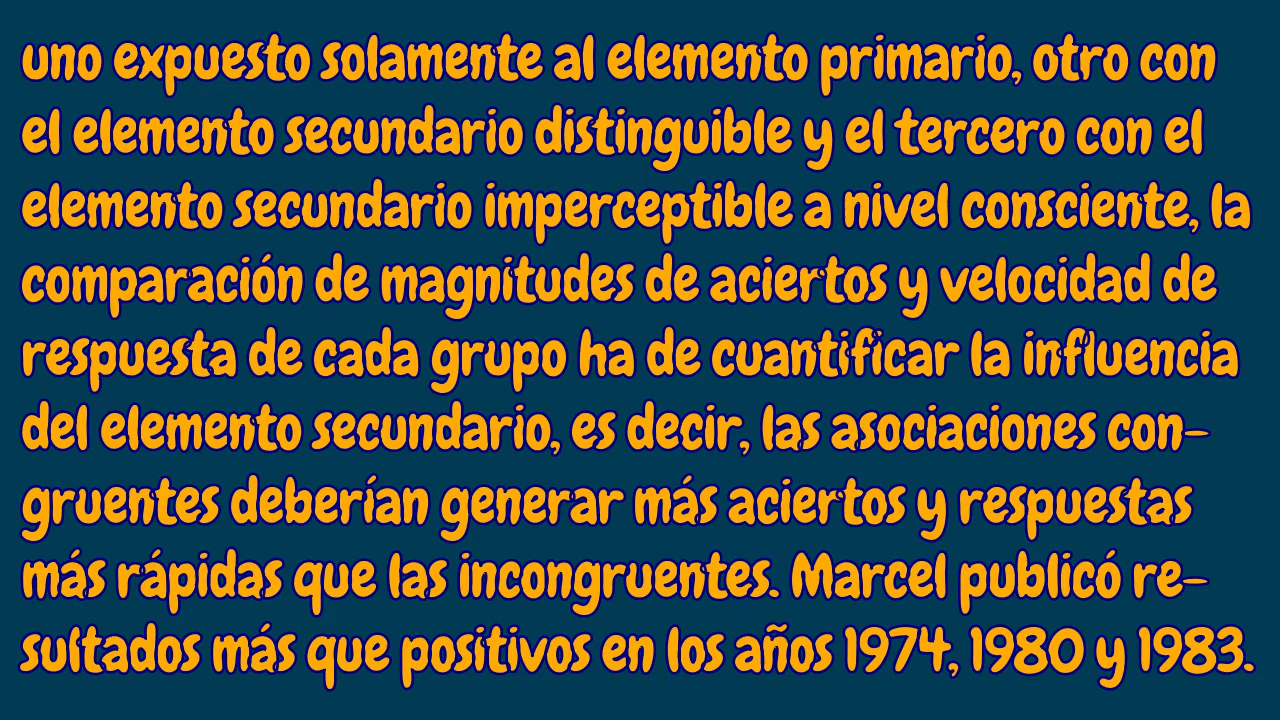 uno expuesto solamente al elemento primario, otro con
el elemento secundario distinguible y el tercero con el
elemento secundario imperceptible a nivel consciente, la
comparación de magnitudes de aciertos y velocidad de
respuesta de cada grupo ha de cuantificar la influencia
del elemento secundario, es decir, las asociaciones con-
gruentes deberían generar más aciertos y respuestas
más rápidas que las incongruentes. Marcel publicó re-
sultados más que positivos en los años 1974, 1980 y 1983.